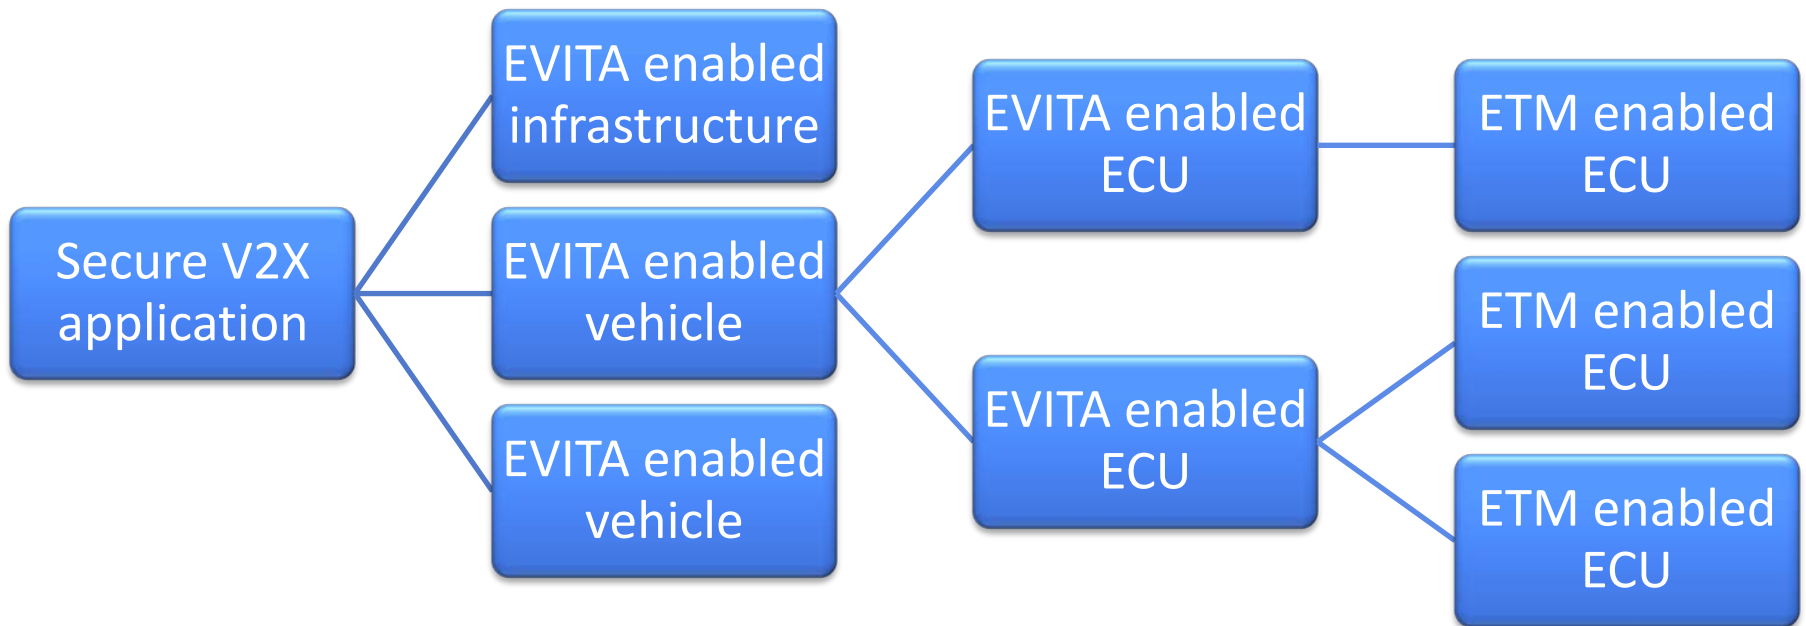 Secure V2X
application
EVITA enabled
infrastructure
EVITA enabled
vehicle
EVITA enabled
vehicle
EVITA enabled
ECU
EVITA enabled
ECU
ETM enabled
ECU
ETM enabled
ECU
ETM enabled
ECU